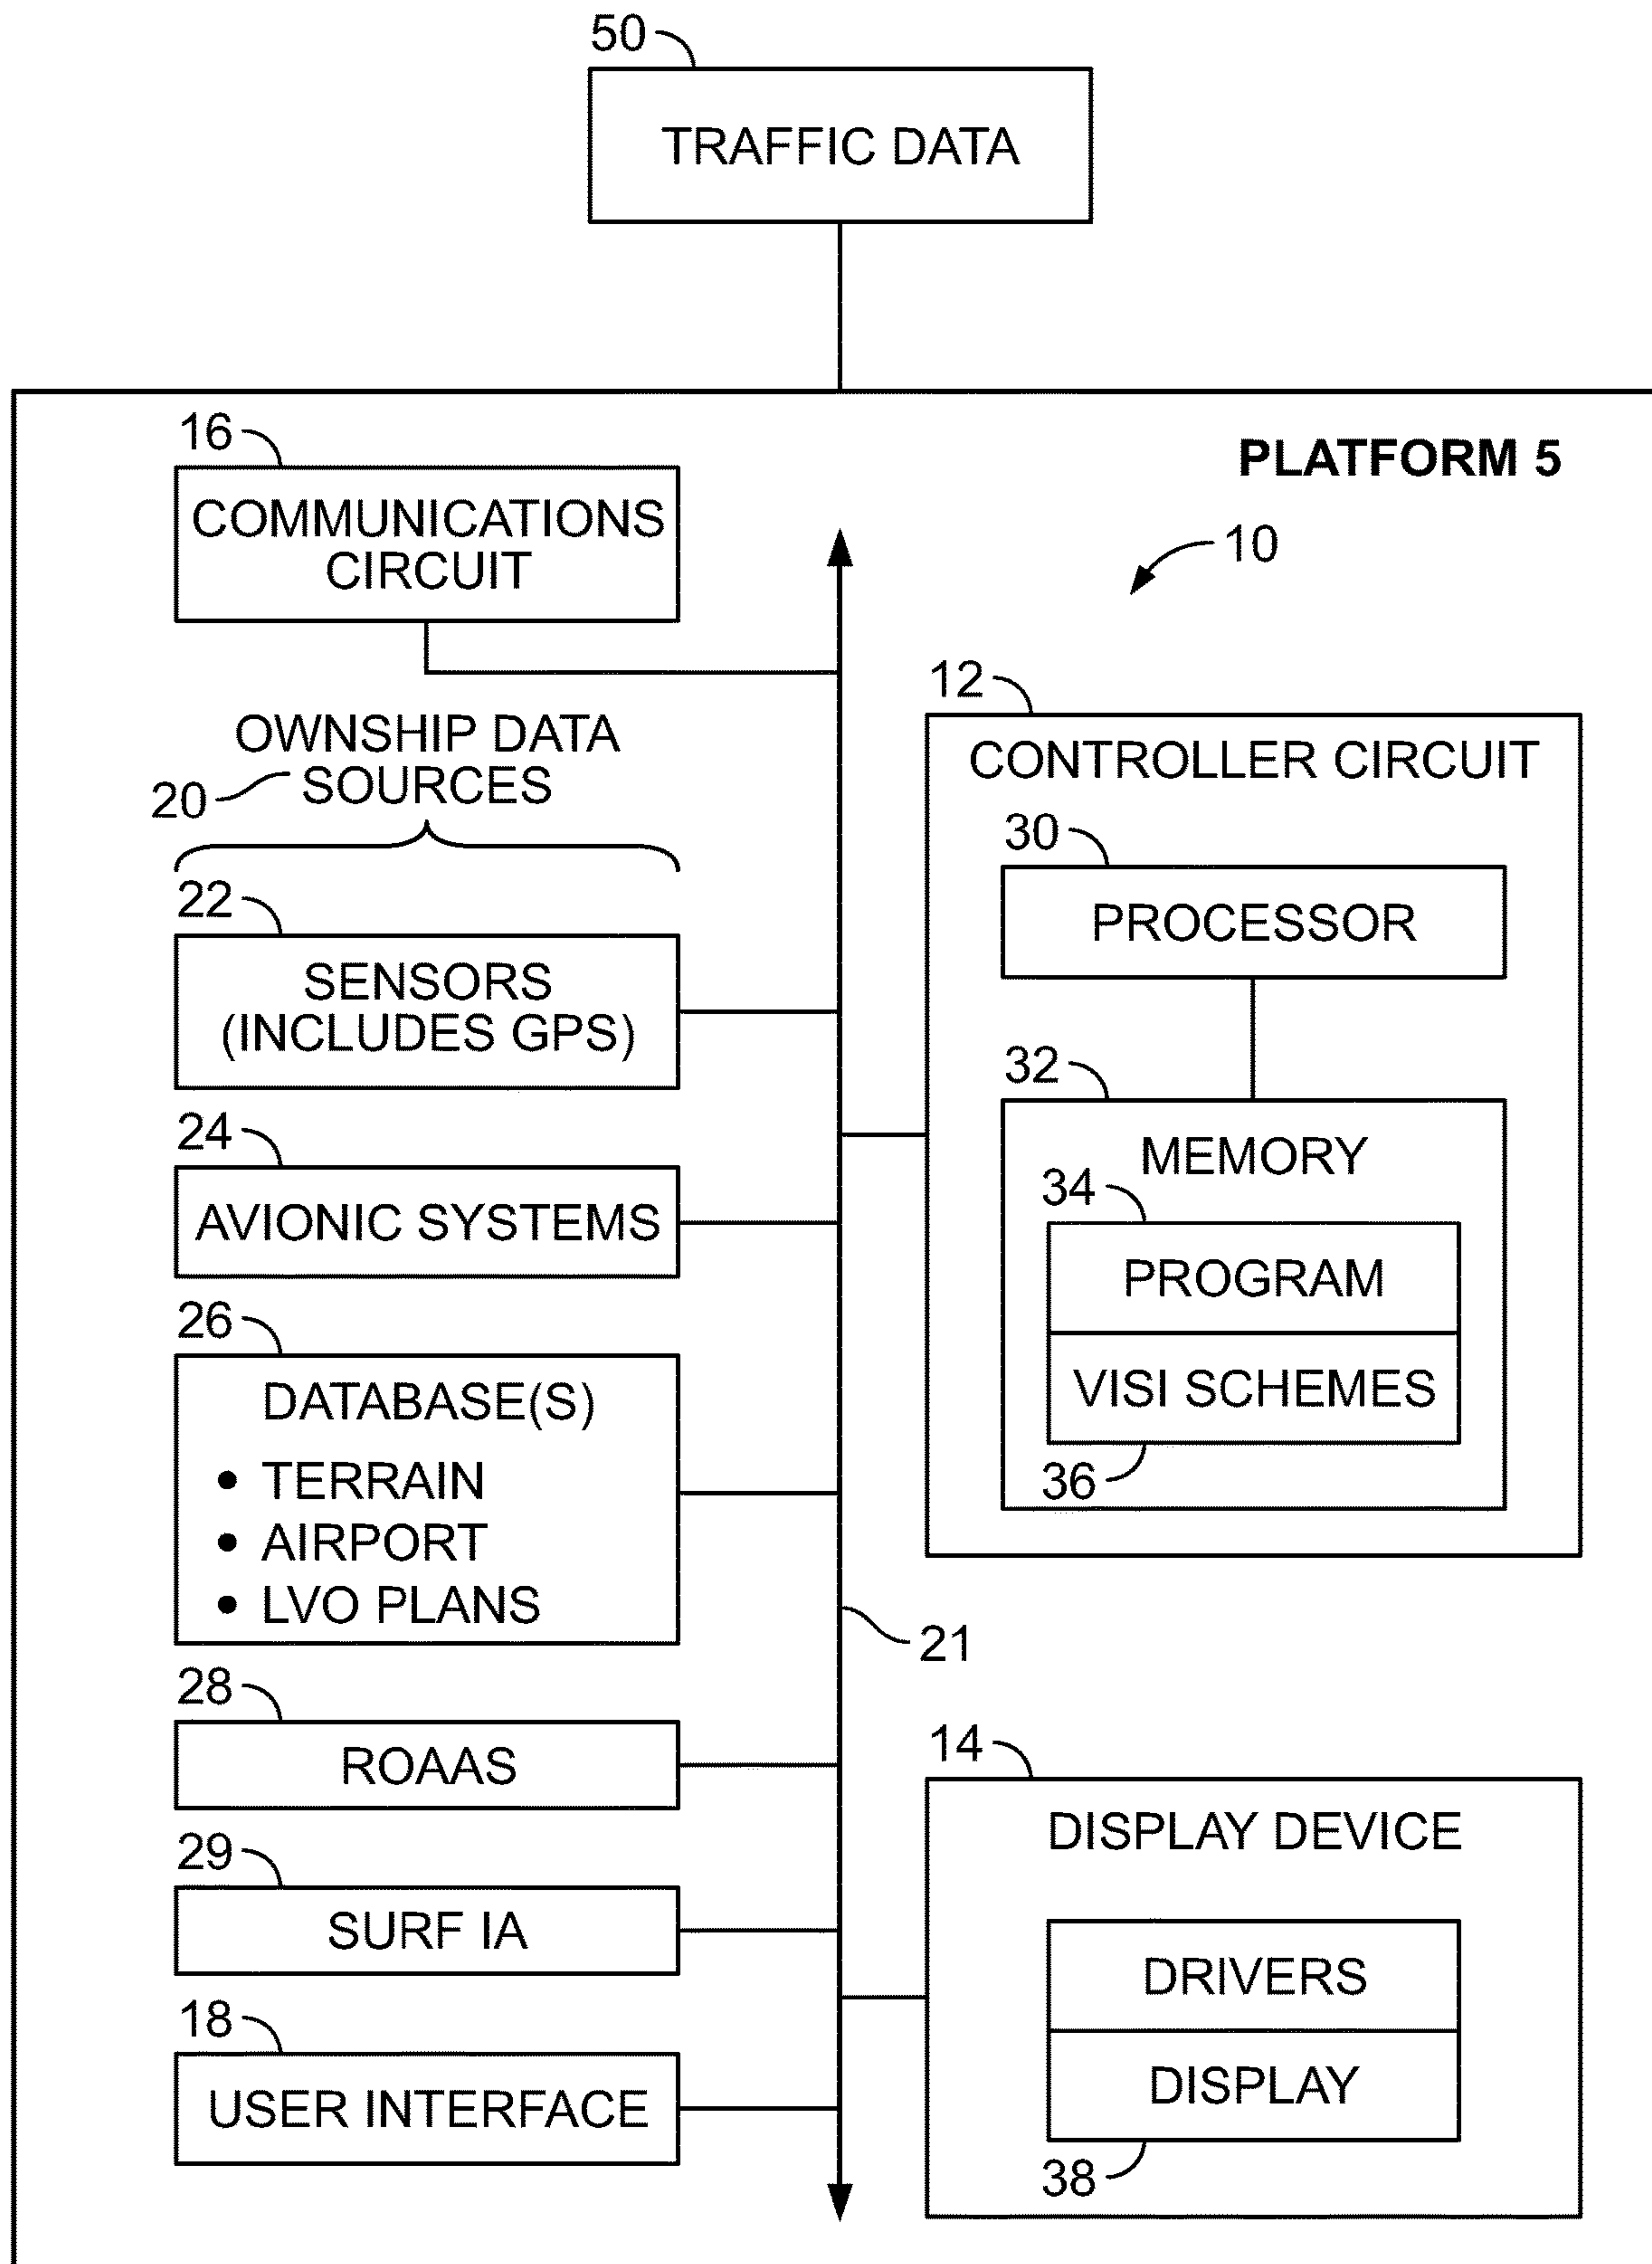 50
TRAFFIC DATA
PLATFORM 5
10
16
COMMUNICATIONS
CIRCUIT
OWNSHIP DATA
SOURCES
20
22
SENSORS
(INCLUDES GPS)
24
AVIONIC SYSTEMS
26
DATABASE(S)
• TERRAIN
• AIRPORT
• LVO PLANS
28
ROAAS
29
SURF IA
18
USER INTERFACE
21
12
CONTROLLER CIRCUIT
30
PROCESSOR
32
MEMORY
34
PROGRAM
VISI SCHEMES
36
14
DISPLAY DEVICE
DRIVERS
DISPLAY
38